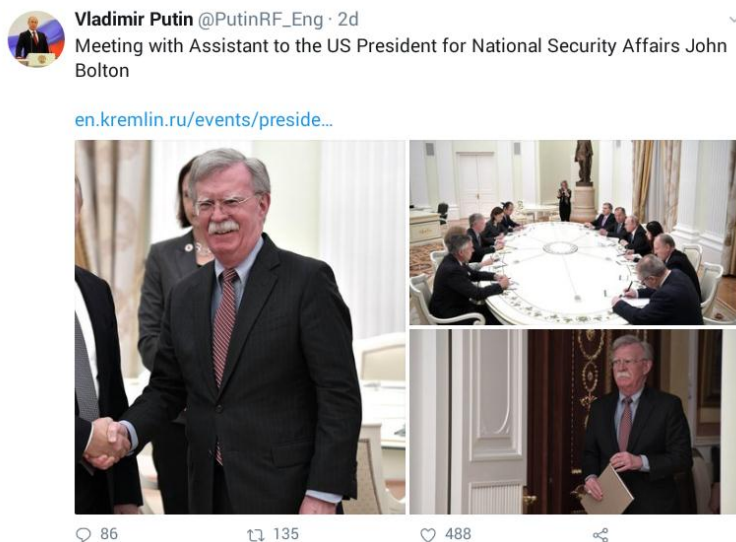 Vladimir Putin @PutinRF_Eng · 2d
Meeting with Assistant to the US President for National Security Affairs John
Bolton
en.kremlin.ru/events/preside...
86 135 488